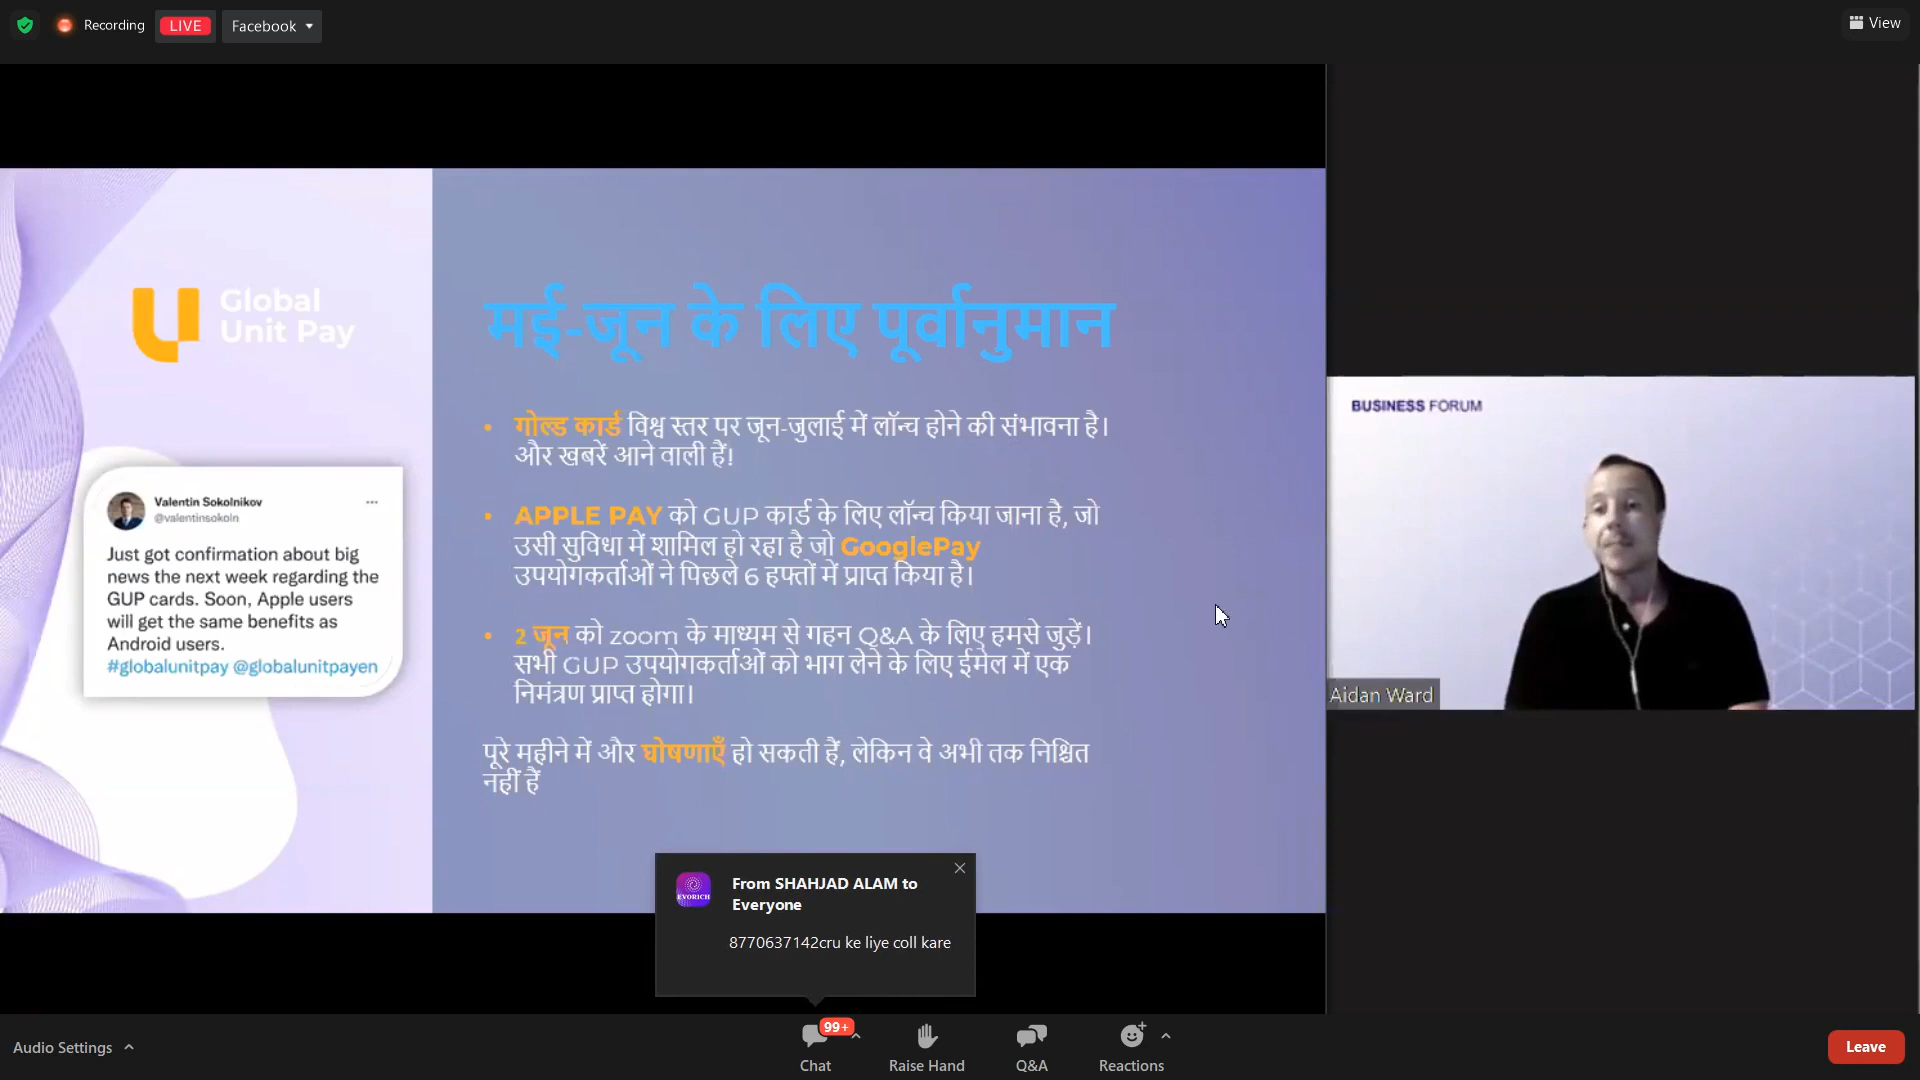 Recording
LIVE
Facebook
View
Global
Unit Pay
Valentin Sokolnikov
@valentinsokoln
Just got confirmation about big
news the next week regarding the
GUP cards. Soon, Apple users
will get the same benefits as
Android users.
#globalunitpay @globalunitpayen
मई-जून के लिए पूर्वानुमान
• गोल्ड कार्ड विश्व स्तर पर जून-जुलाई में लॉन्च होने की संभावना है।
और खबरें आने वाली हैं!
• APPLE PAY को GUP कार्ड के लिए लॉन्च किया जाना है, जो
उसी सुविधा में शामिल हो रहा है जो GooglePay
उपयोगकर्ताओं ने पिछले 6 हफ्तों में प्राप्त किया है।
• 2 जून को zoom के माध्यम से गहन Q&A के लिए हमसे जुड़ें।
सभी GUP उपयोगकर्ताओं को भाग लेने के लिए ईमेल में एक
निमंत्रण प्राप्त होगा।
पूरे महीने में और घोषणाएँ हो सकती हैं, लेकिन वे अभी तक निश्चित
नहीं हैं
BUSINESS FORUM
Aidan Ward
EVORICH
From SHAHJAD ALAM to
Everyone
8770637142cru ke liye coll kare
Audio Settings
99+
Chat
Raise Hand
Q&A
Reactions
Leave